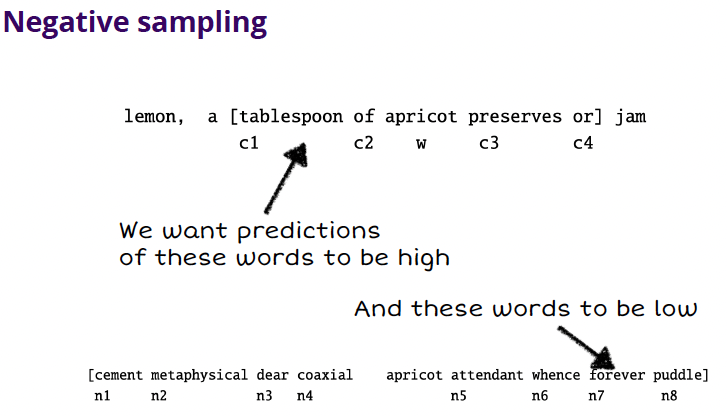 Negative sampling
lemon, a [tablespoon of apricot preserves or] jam
c1 c2 w c3 c4
We want predictions
of these words to be high
And these words to be low
[cement metaphysical dear coaxial apricot attendant whence forever puddle]
n1 n2 n3 n4 n5 n6 n7 n8